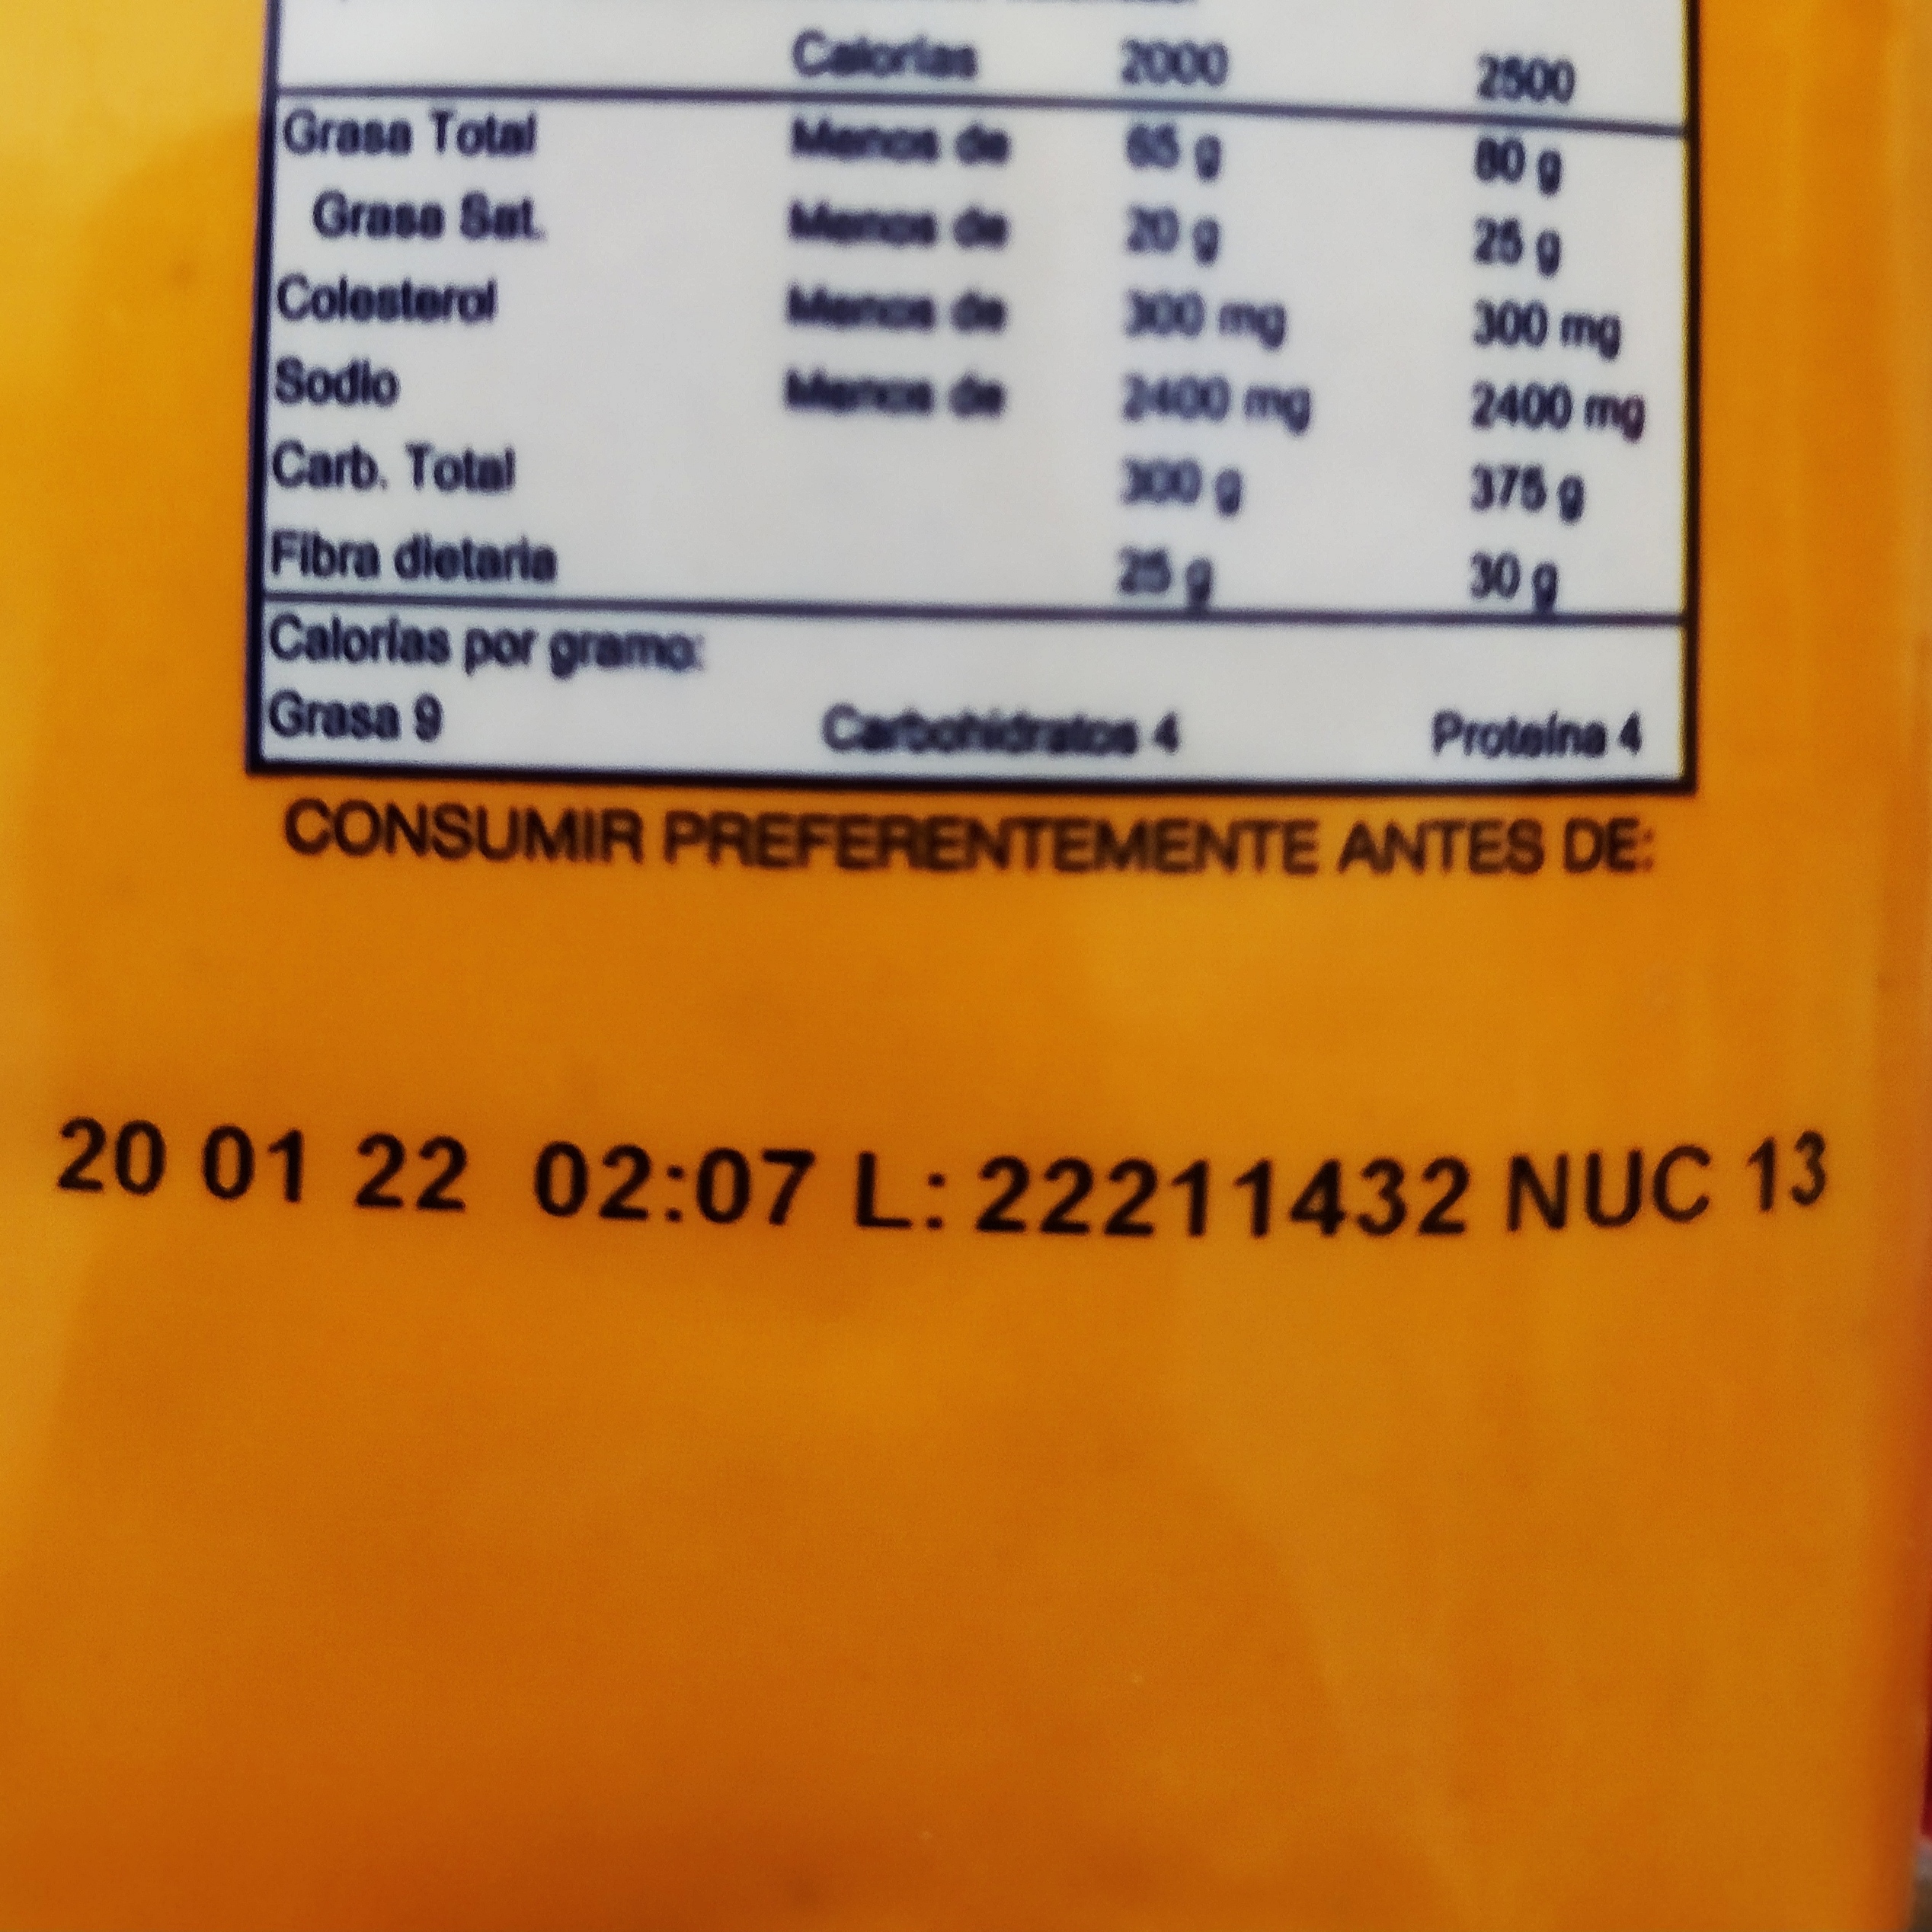 Calorías 2000 2500
Grasa Total Menos de 65 g 80 g
Grasa Sat. Menos de 20 g 25 g
Colesterol Menos de 300 mg 300 mg
Sodio Menos de 2400 mg 2400 mg
Carb. Total 300 g 375 g
Fibra dietaria 25 g 30 g
Calorías por gramo:
Grasa 9 Carbohidratos 4 Proteína 4
CONSUMIR PREFERENTEMENTE ANTES DE:
20 01 22 02:07 L: 22211432 NUC 13